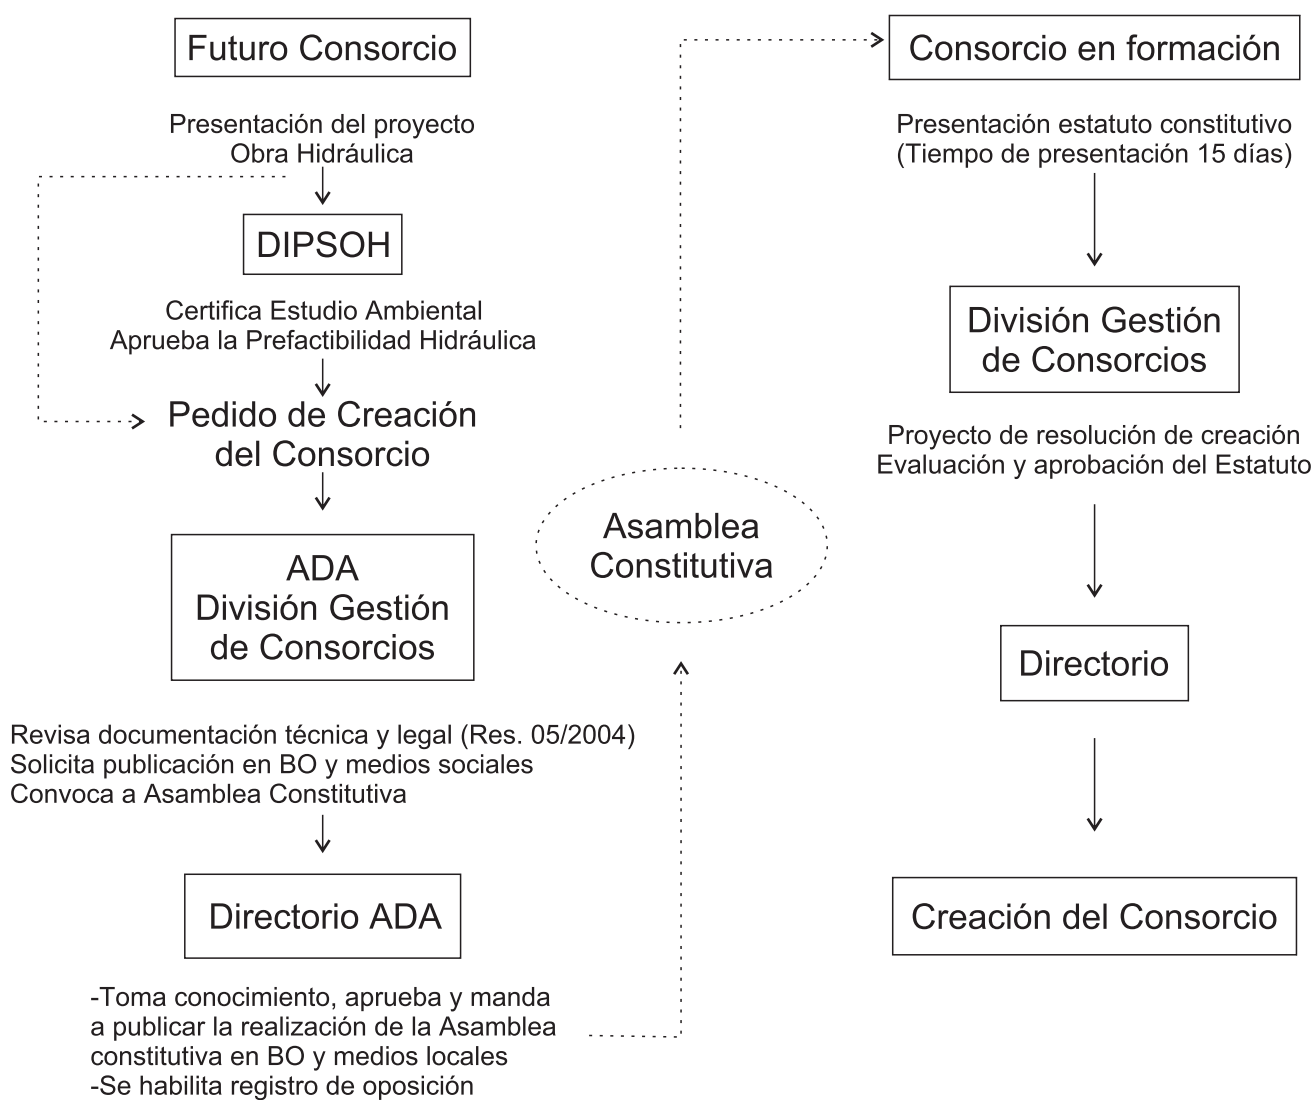 Futuro Consorcio
Presentación del proyecto
Obra Hidráulica
DIPSOH
Certifica Estudio Ambiental
Aprueba la Prefactibilidad Hidráulica
Pedido de Creación
del Consorcio
ADA
División Gestión
de Consorcios
Revisa documentación técnica y legal (Res. 05/2004)
Solicita publicación en BO y medios sociales
Convoca a Asamblea Constitutiva
Directorio ADA
-Toma conocimiento, aprueba y manda
a publicar la realización de la Asamblea
constitutiva en BO y medios locales
-Se habilita registro de oposición
Asamblea
Constitutiva
Consorcio en formación
Presentación estatuto constitutivo
(Tiempo de presentación 15 días)
División Gestión
de Consorcios
Proyecto de resolución de creación
Evaluación y aprobación del Estatuto
Directorio
Creación del Consorcio